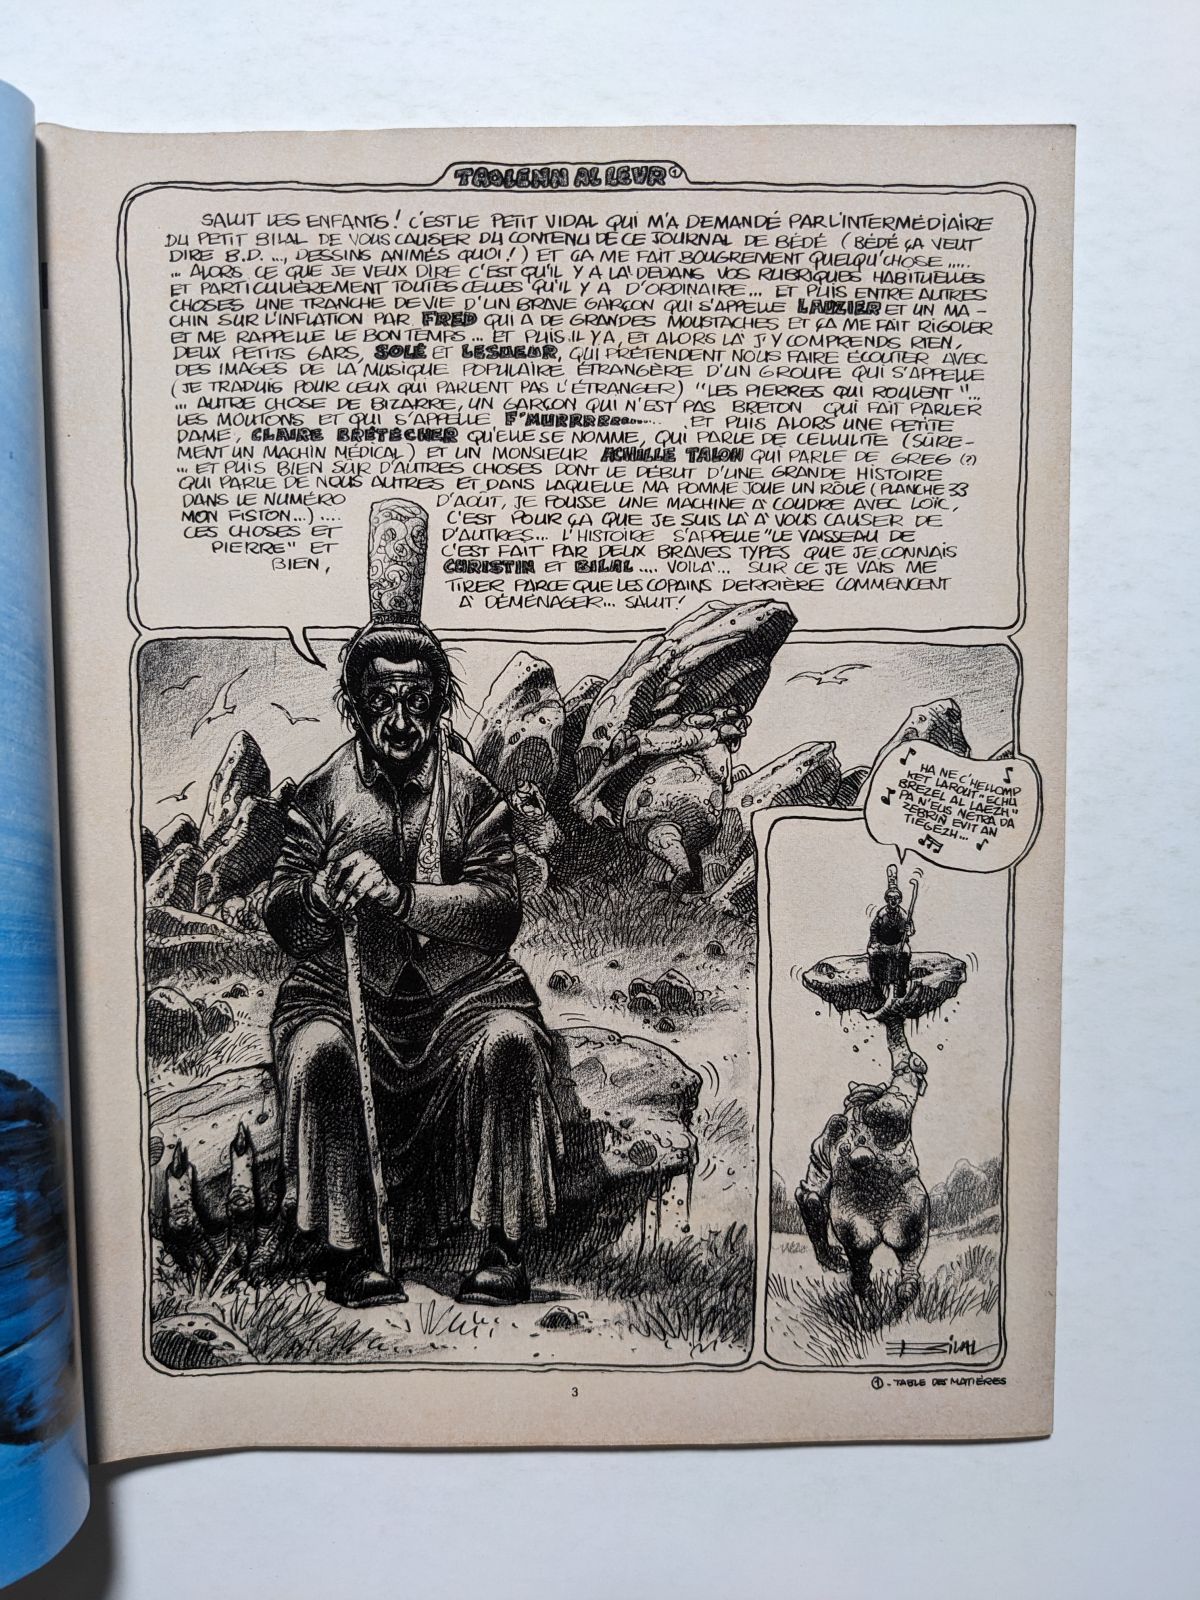 TAOLENN AL LEVR ①
SALUT LES ENFANTS ! C'EST LE PETIT VIDAL QUI M'A DEMANDÉ PAR L'INTERMÉDIAIRE
DU PETIT BILAL DE VOUS CAUSER DU CONTENU DE CE JOURNAL DE BÉDÉ ( BÉDÉ ÇA VEUT
DIRE B.D. ..., DESSINS ANIMÉS QUOI ! ) ET ÇA ME FAIT BOUGREMENT QUELQU'CHOSE .....
... ALORS CE QUE JE VEUX DIRE C'EST QU'IL Y A LÀ DEDANS VOS RUBRIQUES HABITUELLES
ET PARTICULIÈREMENT TOUTES CELLES QU'IL Y A D'ORDINAIRE ... ET PUIS ENTRE AUTRES
CHOSES UNE TRANCHE DE VIE D'UN BRAVE GARÇON QUI S'APPELLE LAUZIER ET UN MA-
CHIN SUR L'INFLATION PAR FRED QUI A DE GRANDES MOUSTACHES ET ÇA ME FAIT RIGOLER
ET ME RAPPELLE LE BON TEMPS ... ET PUIS IL Y A, ET ALORS LÀ J'Y COMPRENDS RIEN,
DEUX PETITS GARS, SOLÉ ET LESUEUR, QUI PRÉTENDENT NOUS FAIRE ÉCOUTER AVEC
DES IMAGES DE LA MUSIQUE POPULAIRE ÉTRANGÈRE D'UN GROUPE QUI S'APPELLE
( JE TRADUIS POUR CEUX QUI PARLENT PAS L'ÉTRANGER ) "LES PIERRES QUI ROULENT"...
... AUTRE CHOSE DE BIZARRE, UN GARÇON QUI N'EST PAS BRETON QUI FAIT PARLER
LES MOUTONS ET QUI S'APPELLE F'MURRRR........ ET PUIS ALORS UNE PETITE
DAME, CLAIRE BRÉTÉCHER QU'ELLE SE NOMME, QUI PARLE DE CELLULITE (SÛRE-
MENT UN MACHIN MÉDICAL ) ET UN MONSIEUR ACHILLE TALON QUI PARLE DE GREG (?)
... ET PUIS BIEN SÛR D'AUTRES CHOSES DONT LE DÉBUT D'UNE GRANDE HISTOIRE
QUI PARLE DE NOUS AUTRES ET DANS LAQUELLE MA POMME JOUE UN RÔLE ( PLANCHE 33
DANS LE NUMÉRO D'AOÛT, JE POUSSE UNE MACHINE À COUDRE AVEC LOÏC,
MON FISTON...) .... C'EST POUR ÇA QUE JE SUIS LÀ À VOUS CAUSER DE
CES CHOSES ET D'AUTRES... L'HISTOIRE S'APPELLE "LE VAISSEAU DE
PIERRE" ET C'EST FAIT PAR DEUX BRAVES TYPES QUE JE CONNAIS
BIEN, CHRISTIN ET BILAL .... VOILÀ ... SUR CE JE VAIS ME
TIRER PARCE QUE LES COPAINS DERRIÈRE COMMENCENT
À DÉMÉNAGER... SALUT !
HA NE C'HELLOMP
KET LAROUT "ECHU
BREZEL AL LAEZH"
PA N'EUS NETRA DA
ZEBRIÑ EVIT AN
TIEGEZH ...
BILAL
① - TABLE DES MATIÈRES
3